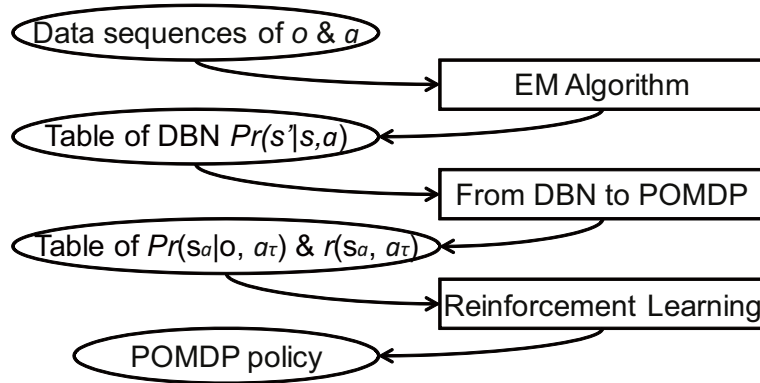 Data sequences of o & a
EM Algorithm
Table of DBN Pr(s'|s,a)
From DBN to POMDP
Table of Pr(sa|o, aτ) & r(sa, aτ)
Reinforcement Learning
POMDP policy